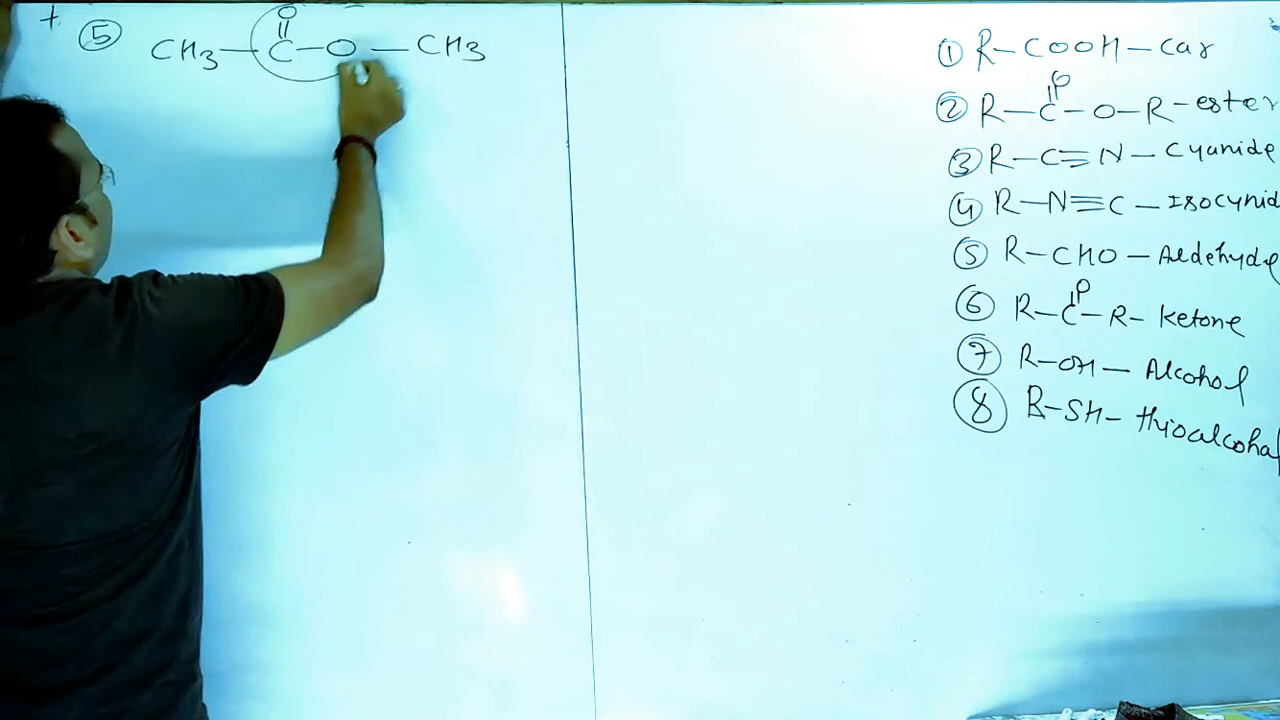 +
⑤ CH3—C—O—CH3
O
||
① R–COOH–Car
O
||
② R–C–O–R–ester
③ R–C≡N–Cyanide
④ R–N≡C–Isocynid
⑤ R–CHO–Aldehyde
O
||
⑥ R–C–R–Ketone
⑦ R–OH–Alcohol
⑧ R–SH–thioalcohol